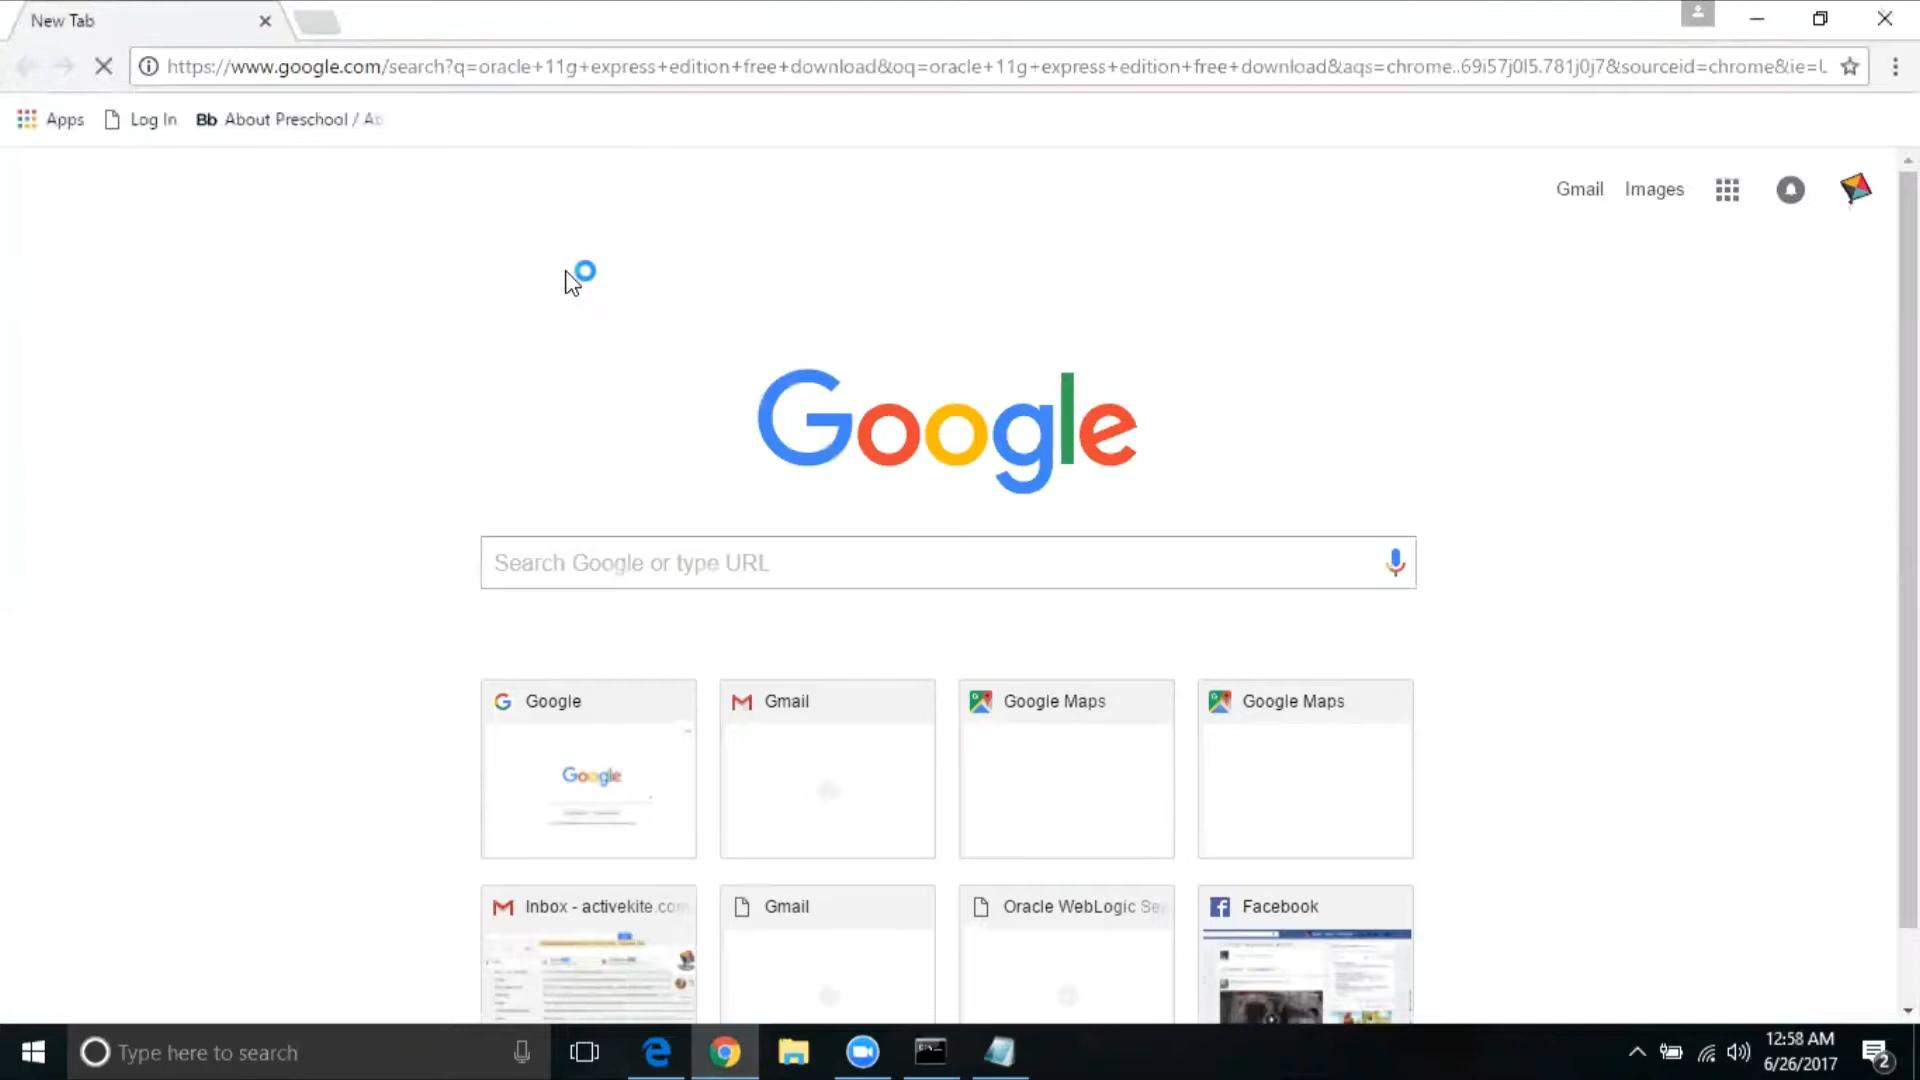 New Tab
https://www.google.com/search?q=oracle+11g+express+edition+free+download&oq=oracle+11g+express+edition+free+download&aqs=chrome..69i57j0l5.781j0j7&sourceid=chrome&ie=U
Apps Log In Bb About Preschool / Ab
Gmail Images
Google
Search Google or type URL
Google Gmail Google Maps Google Maps
Google
Inbox - activekite.com Gmail Oracle WebLogic Se Facebook
Type here to search
12:58 AM
6/26/2017
2